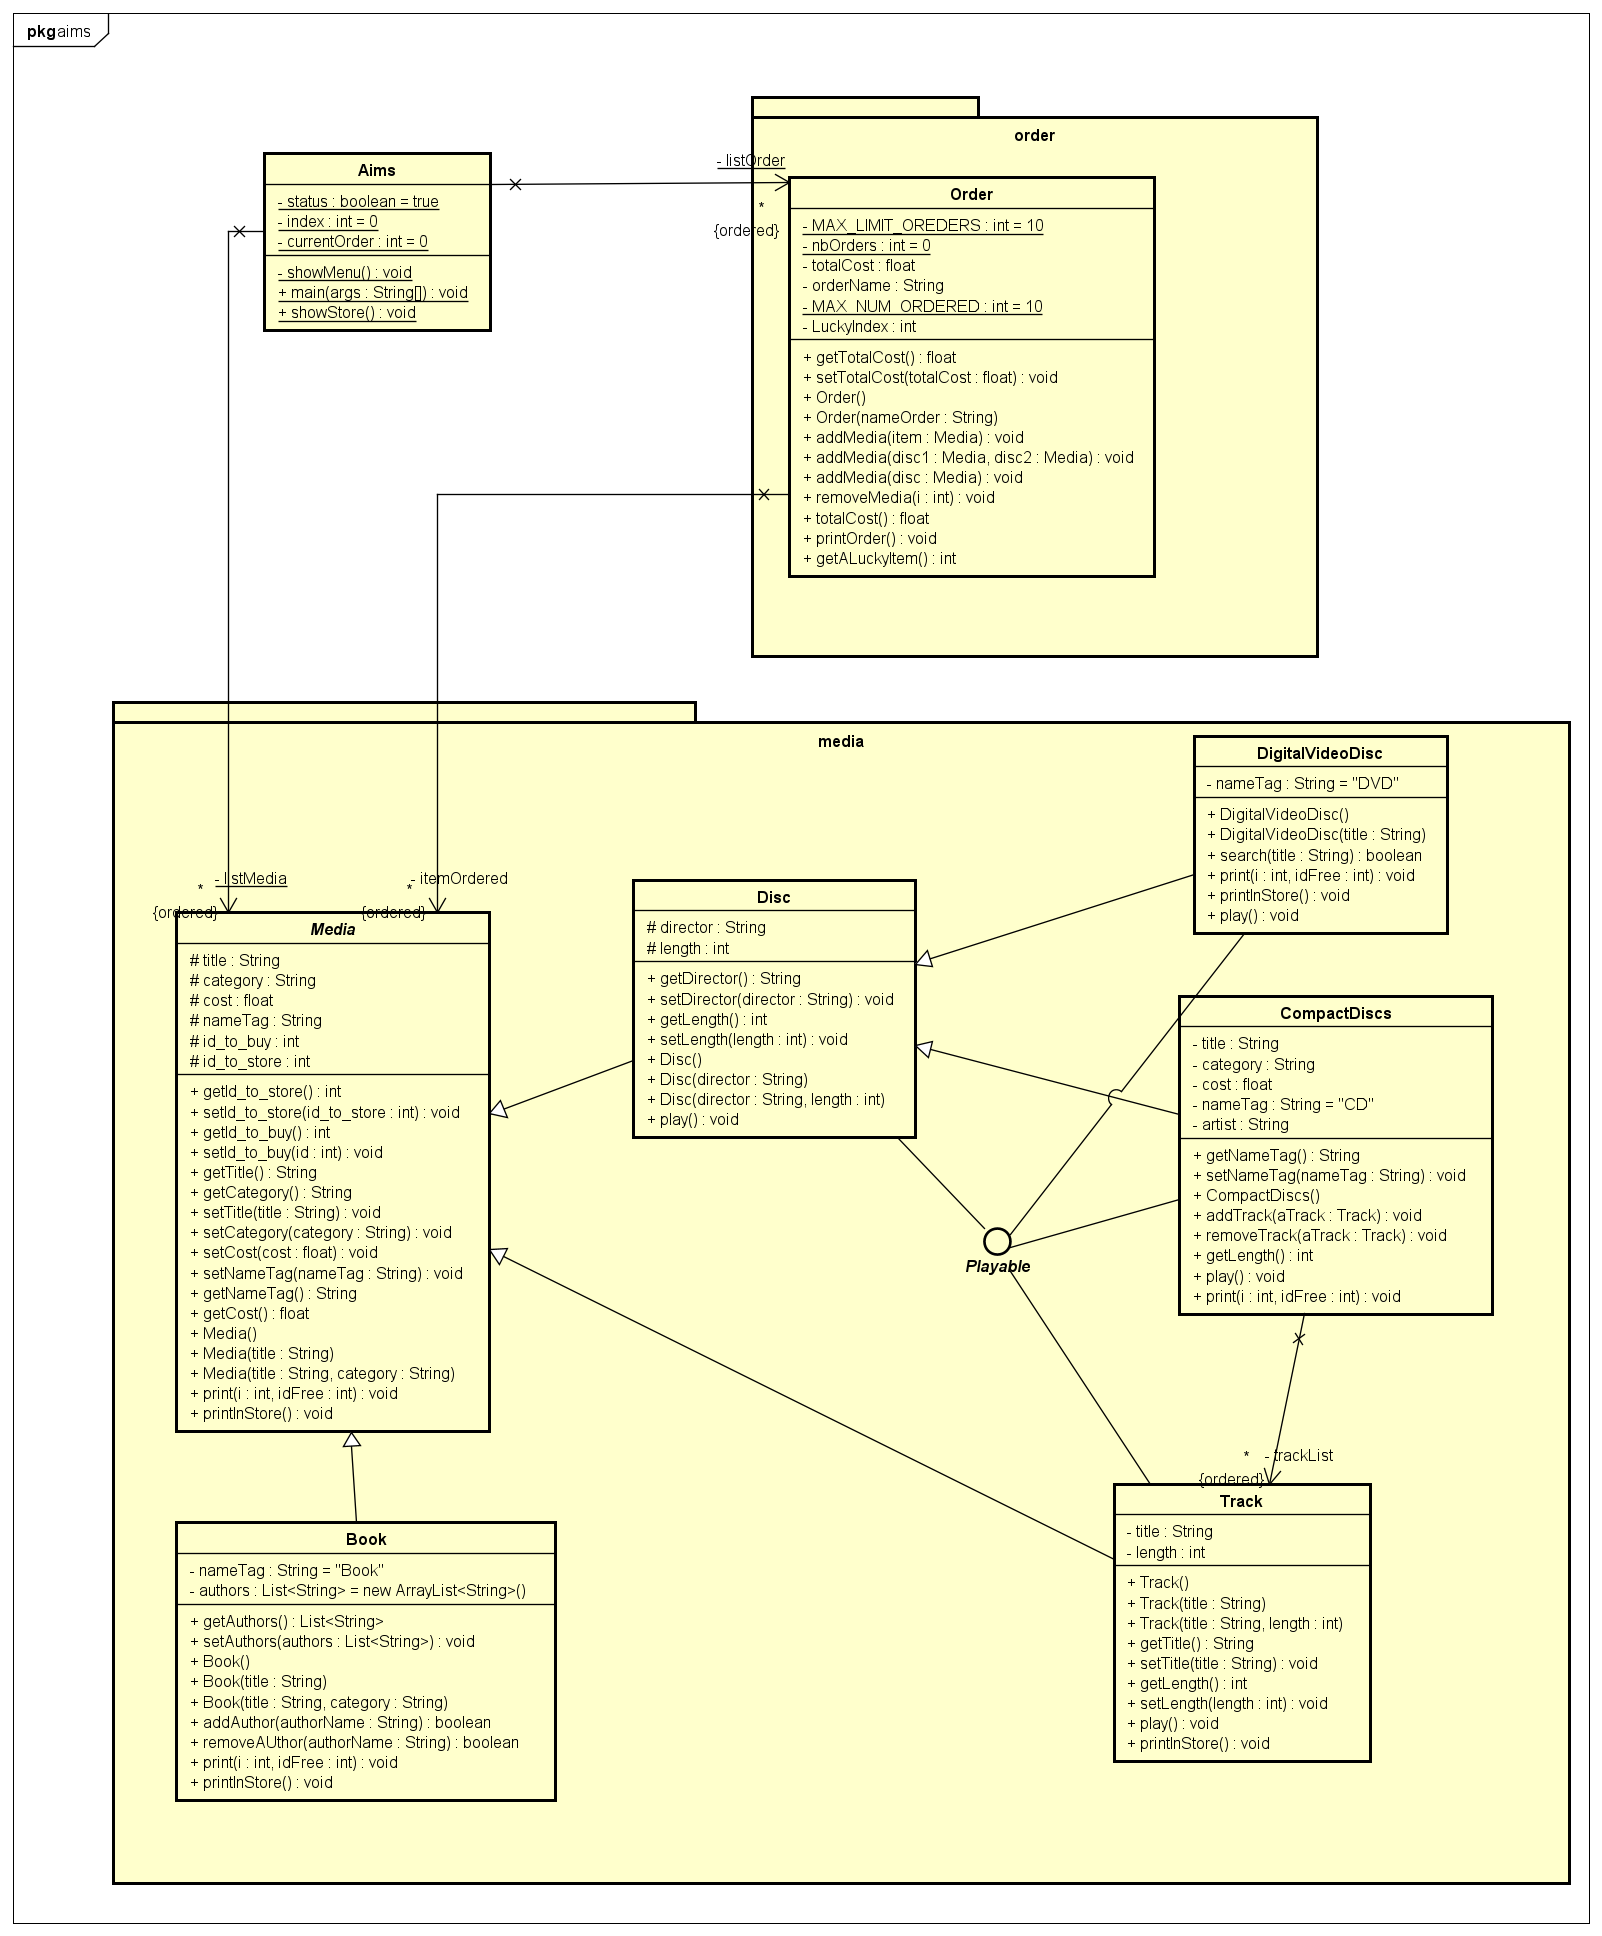 pkg aims
Aims
- status : boolean = true
- index : int = 0
- currentOrder : int = 0
- showMenu() : void
+ main(args : String[]) : void
+ showStore() : void
- listOrder
*
{ordered}
order
Order
- MAX_LIMIT_OREDERS : int = 10
- nbOrders : int = 0
- totalCost : float
- orderName : String
- MAX_NUM_ORDERED : int = 10
- LuckyIndex : int
+ getTotalCost() : float
+ setTotalCost(totalCost : float) : void
+ Order()
+ Order(nameOrder : String)
+ addMedia(item : Media) : void
+ addMedia(disc1 : Media, disc2 : Media) : void
+ addMedia(disc : Media) : void
+ removeMedia(i : int) : void
+ totalCost() : float
+ printOrder() : void
+ getALuckyItem() : int
media
- listMedia
*
{ordered}
- itemOrdered
*
{ordered}
Media
# title : String
# category : String
# cost : float
# nameTag : String
# id_to_buy : int
# id_to_store : int
+ getId_to_store() : int
+ setId_to_store(id_to_store : int) : void
+ getId_to_buy() : int
+ setId_to_buy(id : int) : void
+ getTitle() : String
+ getCategory() : String
+ setTitle(title : String) : void
+ setCategory(category : String) : void
+ setCost(cost : float) : void
+ setNameTag(nameTag : String) : void
+ getNameTag() : String
+ getCost() : float
+ Media()
+ Media(title : String)
+ Media(title : String, category : String)
+ print(i : int, idFree : int) : void
+ printInStore() : void
Disc
# director : String
# length : int
+ getDirector() : String
+ setDirector(director : String) : void
+ getLength() : int
+ setLength(length : int) : void
+ Disc()
+ Disc(director : String)
+ Disc(director : String, length : int)
+ play() : void
DigitalVideoDisc
- nameTag : String = "DVD"
+ DigitalVideoDisc()
+ DigitalVideoDisc(title : String)
+ search(title : String) : boolean
+ print(i : int, idFree : int) : void
+ printInStore() : void
+ play() : void
CompactDiscs
- title : String
- category : String
- cost : float
- nameTag : String = "CD"
- artist : String
+ getNameTag() : String
+ setNameTag(nameTag : String) : void
+ CompactDiscs()
+ addTrack(aTrack : Track) : void
+ removeTrack(aTrack : Track) : void
+ getLength() : int
+ play() : void
+ print(i : int, idFree : int) : void
Playable
* - trackList
{ordered}
Track
- title : String
- length : int
+ Track()
+ Track(title : String)
+ Track(title : String, length : int)
+ getTitle() : String
+ setTitle(title : String) : void
+ getLength() : int
+ setLength(length : int) : void
+ play() : void
+ printInStore() : void
Book
- nameTag : String = "Book"
- authors : List<String> = new ArrayList<String>()
+ getAuthors() : List<String>
+ setAuthors(authors : List<String>) : void
+ Book()
+ Book(title : String)
+ Book(title : String, category : String)
+ addAuthor(authorName : String) : boolean
+ removeAUthor(authorName : String) : boolean
+ print(i : int, idFree : int) : void
+ printInStore() : void